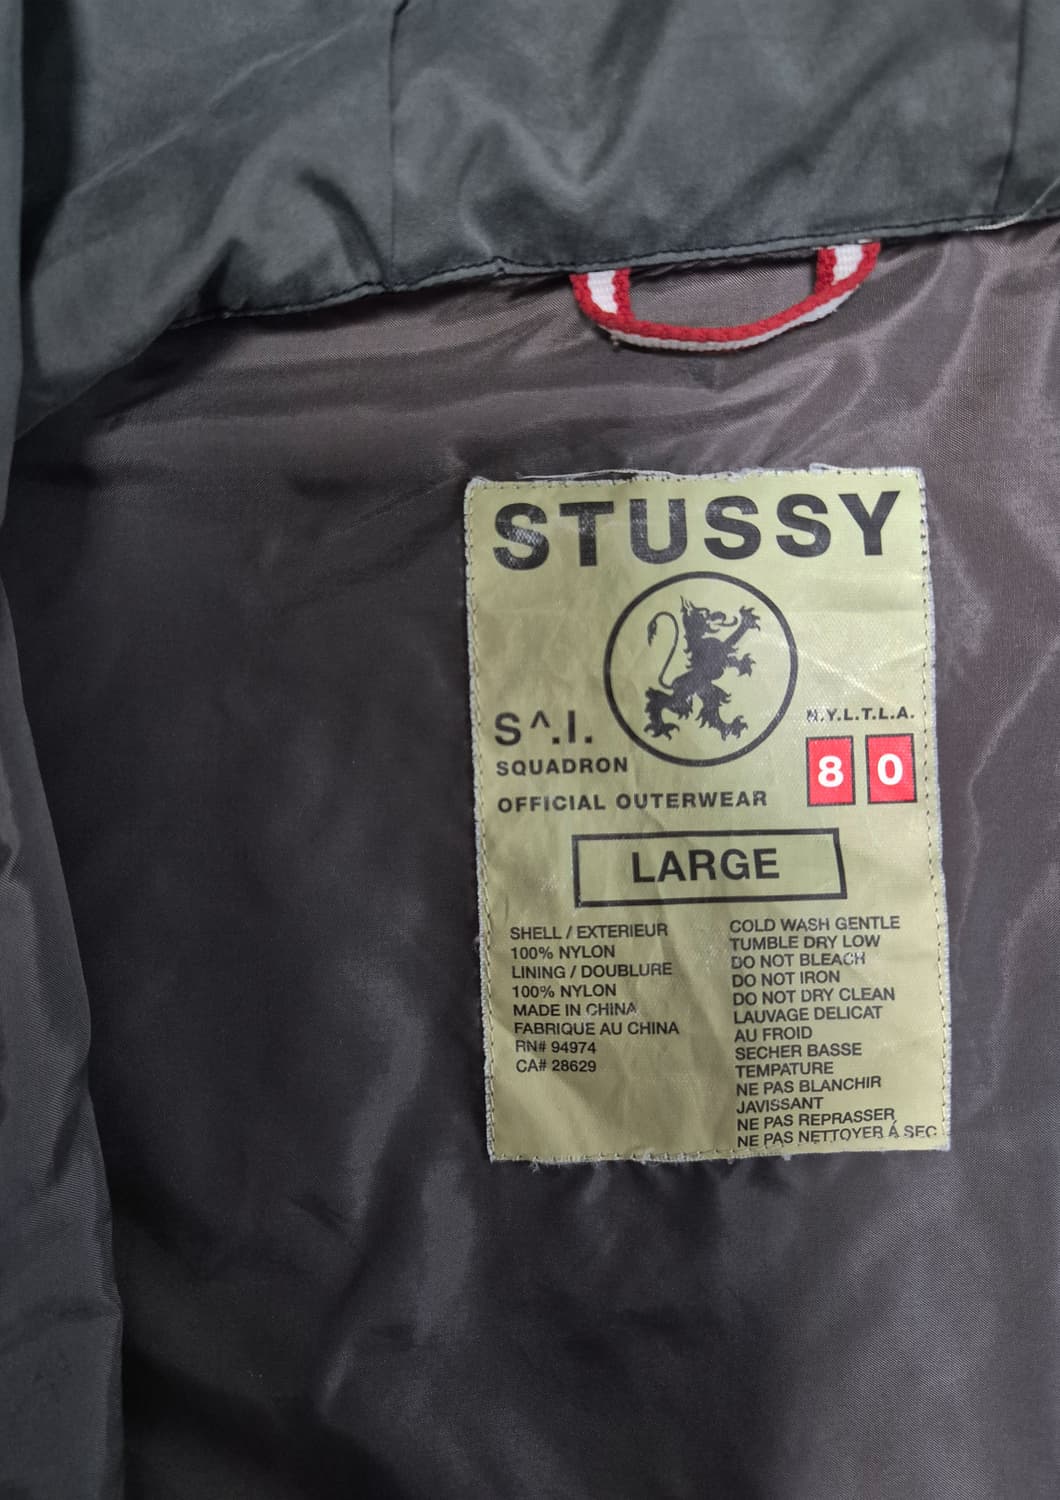 STUSSY
S^.I.
SQUADRON
OFFICIAL OUTERWEAR
N.Y.L.T.L.A.
8 0
LARGE
SHELL / EXTERIEUR
100% NYLON
LINING / DOUBLURE
100% NYLON
MADE IN CHINA
FABRIQUE AU CHINA
RN# 94974
CA# 28629
COLD WASH GENTLE
TUMBLE DRY LOW
DO NOT BLEACH
DO NOT IRON
DO NOT DRY CLEAN
LAUVAGE DELICAT
AU FROID
SECHER BASSE
TEMPATURE
NE PAS BLANCHIR
JAVISSANT
NE PAS REPRASSER
NE PAS NETTOYER À SEC